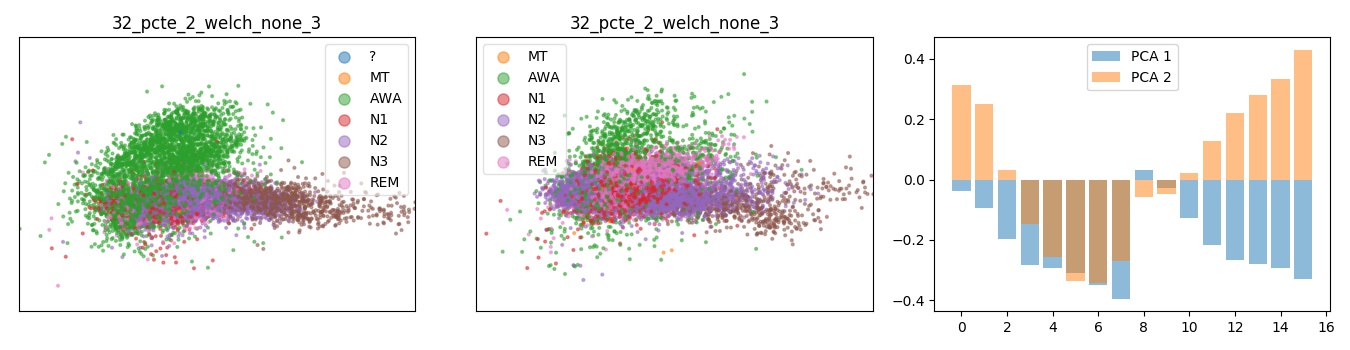 32_pcte_2_welch_none_3
?
MT
AWA
N1
N2
N3
REM
32_pcte_2_welch_none_3
MT
AWA
N1
N2
N3
REM
PCA 1
PCA 2
0.4
0.2
0.0
−0.2
−0.4
0 2 4 6 8 10 12 14 16